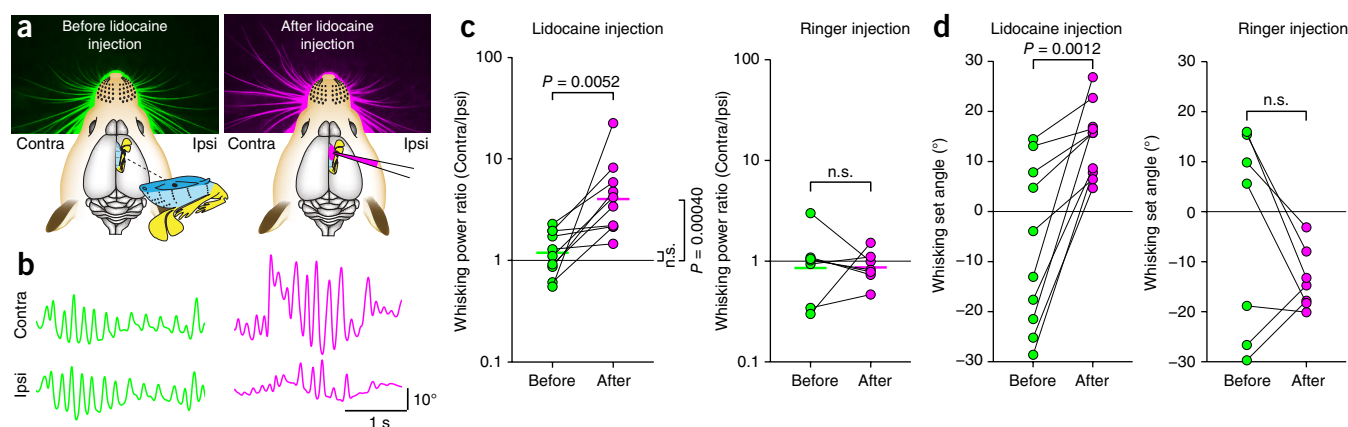 a
Before lidocaine
injection
After lidocaine
injection
Contra
Ipsi
Contra
Ipsi
b
Contra
Ipsi
10°
1 s
c
Lidocaine injection
Whisking power ratio (Contra/Ipsi)
100
10
1
0.1
P = 0.0052
n.s.
P = 0.00040
Before
After
Ringer injection
Whisking power ratio (Contra/Ipsi)
100
10
1
0.1
n.s.
Before
After
d
Lidocaine injection
P = 0.0012
Whisking set angle (°)
30
20
10
0
−10
−20
−30
Before
After
Ringer injection
Whisking set angle (°)
30
20
10
0
−10
−20
−30
n.s.
Before
After